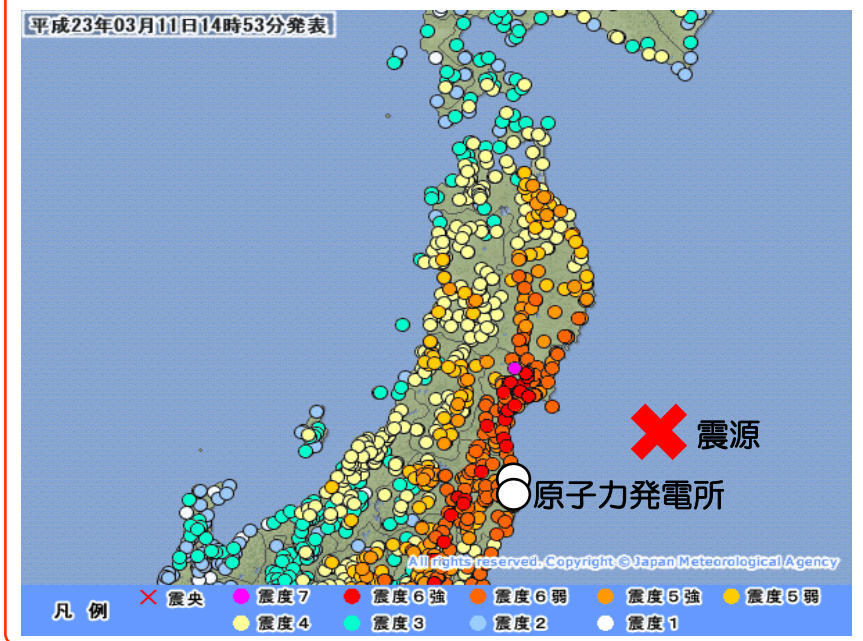 平成23年03月11日14時53分発表
震源
原子力発電所
All rights reserved. Copyright © Japan Meteorological Agency
凡 例 震央 震度7 震度6強 震度6弱 震度5強 震度5弱
震度4 震度3 震度2 震度1